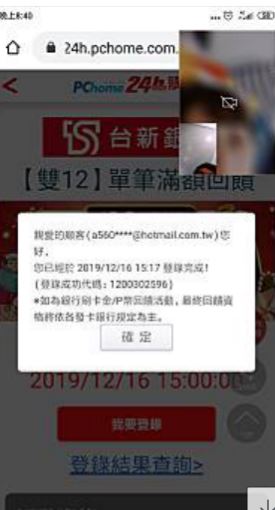 晚上8:40
24h.pchome.com.
PChome 24h
台新銀
【雙12】單筆滿額回饋
親愛的顧客(a560****@hotmail.com.tw)您
好,
您已經於 2019/12/16 15:17 登錄完成!
(登錄成功代碼:1200302596)
*如為銀行刷卡金/P幣回饋活動,最終回饋資
格將依各發卡銀行規定為主。
確定
2019/12/16 15:00:0
我要登錄
登錄結果查詢>